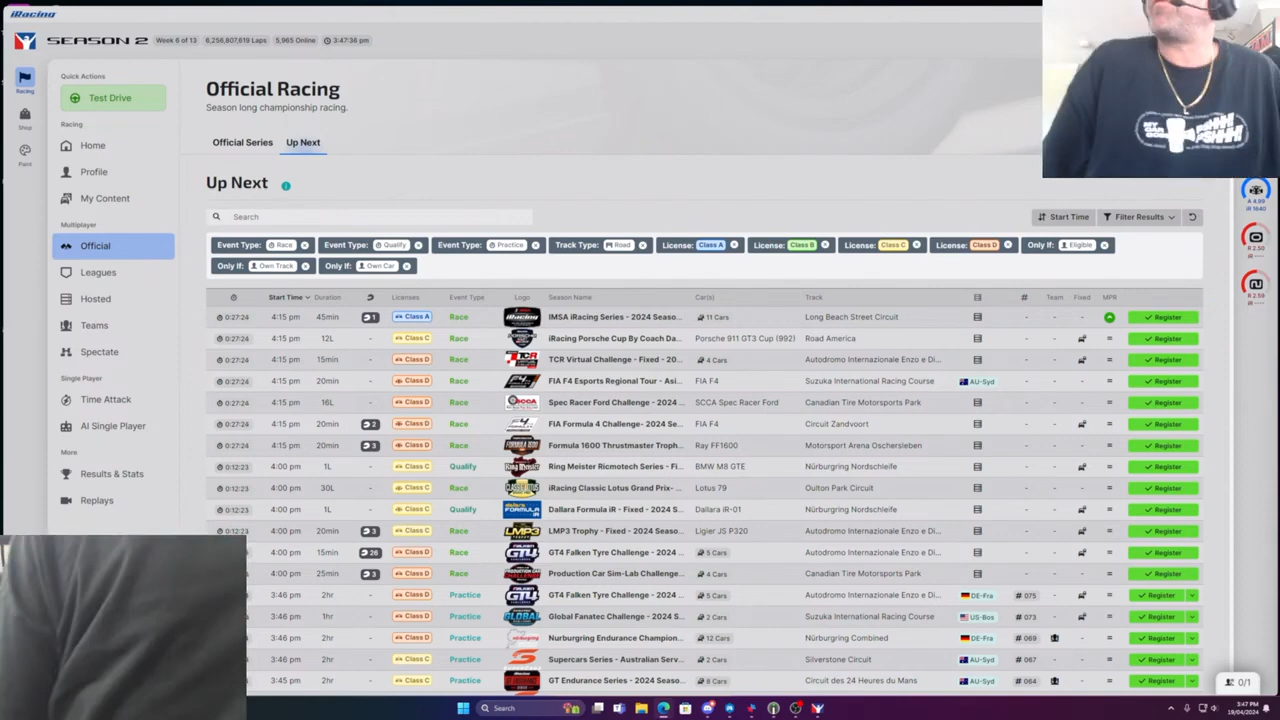 iRacing
SEASON 2 Week 6 of 13 6,256,807,619 Laps 5,965 Online 3:47:36 pm
Racing
Shop
Paint
Quick Actions
Test Drive
Racing
Home
Profile
My Content
Multiplayer
Official
Leagues
Hosted
Teams
Spectate
Single Player
Time Attack
AI Single Player
More
Results & Stats
Replays
Official Racing
Season long championship racing.
Official Series Up Next
Up Next
Search Start Time Filter Results
Event Type: Race Event Type: Qualify Event Type: Practice Track Type: Road License: Class A License: Class B License: Class C License: Class D Only If: Eligible
Only If: Own Track Only If: Own Car
Start Time Duration Licenses Event Type Logo Season Name Car(s) Track # Team Fixed MPR
0:27:24 4:15 pm 45min 1 Class A Race IMSA iRacing Series - 2024 Seaso... 11 Cars Long Beach Street Circuit - - Register
0:27:24 4:15 pm 12L - Class C Race iRacing Porsche Cup By Coach Da... Porsche 911 GT3 Cup (992) Road America - - = Register
0:27:24 4:15 pm 15min - Class D Race TCR Virtual Challenge - Fixed - 20... 4 Cars Autodromo Internazionale Enzo e Di... - - = Register
0:27:24 4:15 pm 20min - Class D Race FIA F4 Esports Regional Tour - Asi... FIA F4 Suzuka International Racing Course AU-Syd - - = Register
0:27:24 4:15 pm 16L - Class D Race Spec Racer Ford Challenge - 2024 ... SCCA Spec Racer Ford Canadian Tire Motorsports Park - - - = Register
0:27:24 4:15 pm 20min 2 Class D Race FIA Formula 4 Challenge - 2024 Se... FIA F4 Circuit Zandvoort - - = Register
0:27:24 4:15 pm 20min 3 Class D Race Formula 1600 Thrustmaster Troph... Ray FF1600 Motorsport Arena Oschersleben - - = Register
0:12:23 4:00 pm 1L - Class C Qualify Ring Meister Ricmotech Series - Fi... BMW M8 GTE Nürburgring Nordschleife - - = Register
0:12:23 4:00 pm 30L - Class C Race iRacing Classic Lotus Grand Prix- ... Lotus 79 Oulton Park Circuit - - - = Register
0:12:23 4:00 pm 1L - Class C Qualify Dallara Formula iR - Fixed - 2024 S... Dallara iR-01 Nürburgring Nordschleife - - = Register
0:12:23 4:00 pm 20min 3 Class D Race LMP3 Trophy - Fixed - 2024 Seaso... Ligier JS P320 Autodromo Internazionale Enzo e Di... - - = Register
4:00 pm 15min 26 Class D Race GT4 Falken Tyre Challenge - 2024 ... 5 Cars Autodromo Internazionale Enzo e Di... - - = Register
4:00 pm 25min 3 Class D Race Production Car Sim-Lab Challenge... 4 Cars Canadian Tire Motorsports Park - - - = Register
3:46 pm 2hr - Class D Practice GT4 Falken Tyre Challenge - 2024 ... 5 Cars Autodromo Internazionale Enzo e Di... DE-Fra # 075 - = Register
3:46 pm 1hr - Class D Practice Global Fanatec Challenge - 2024 S... 2 Cars Suzuka International Racing Course US-Bos # 073 - = Register
3:46 pm 2hr - Class D Practice Nurburgring Endurance Champion... 12 Cars Nürburgring Combined DE-Fra # 069 - = Register
3:46 pm 2hr - Class C Practice Supercars Series - Australian Serv... 2 Cars Silverstone Circuit AU-Syd # 067 - - = Register
3:45 pm 2hr - Class C Practice GT Endurance Series - 2024 Seaso... 8 Cars Circuit des 24 Heures du Mans AU-Syd # 064 - = Register
A 4.99
iR 1640
R 2.50
R 2.59
0/1
Search
3:47 PM
19/04/2024